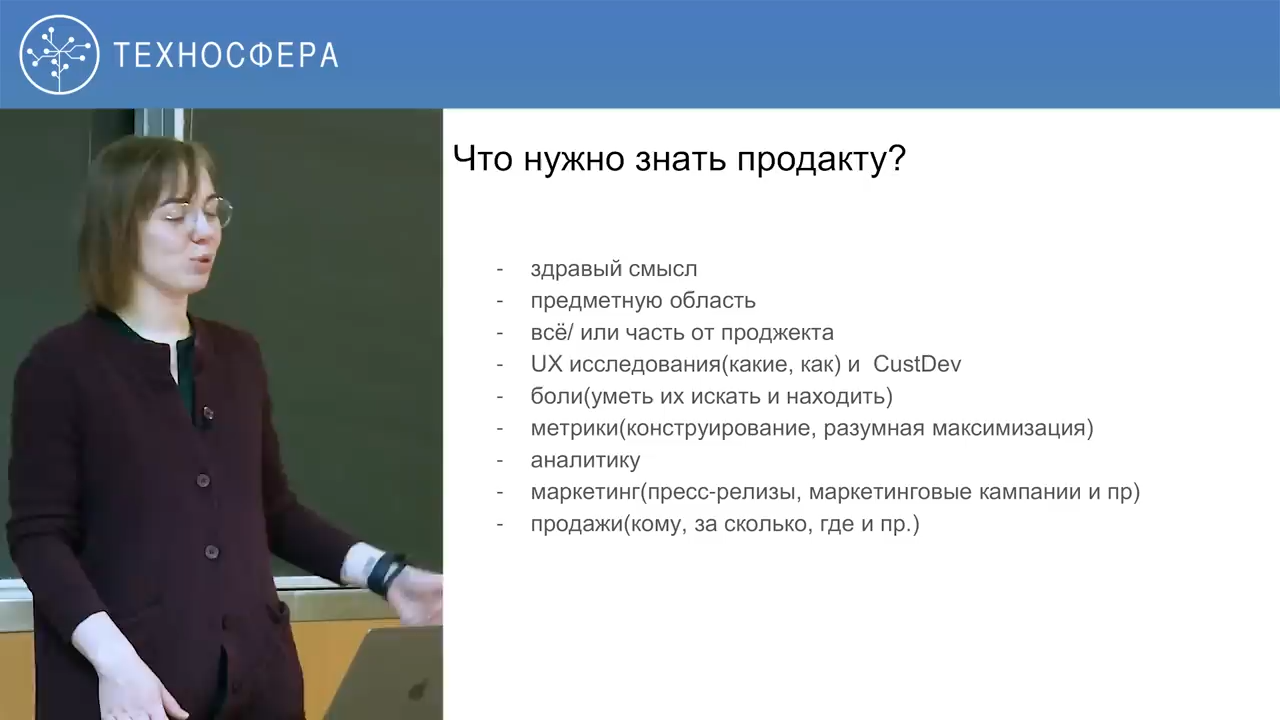 ТЕХНОСФЕРА
Что нужно знать продакту?
- здравый смысл
- предметную область
- всё/ или часть от проджекта
- UX исследования(какие, как) и  CustDev
- боли(уметь их искать и находить)
- метрики(конструирование, разумная максимизация)
- аналитику
- маркетинг(пресс-релизы, маркетинговые кампании и пр)
- продажи(кому, за сколько, где и пр.)